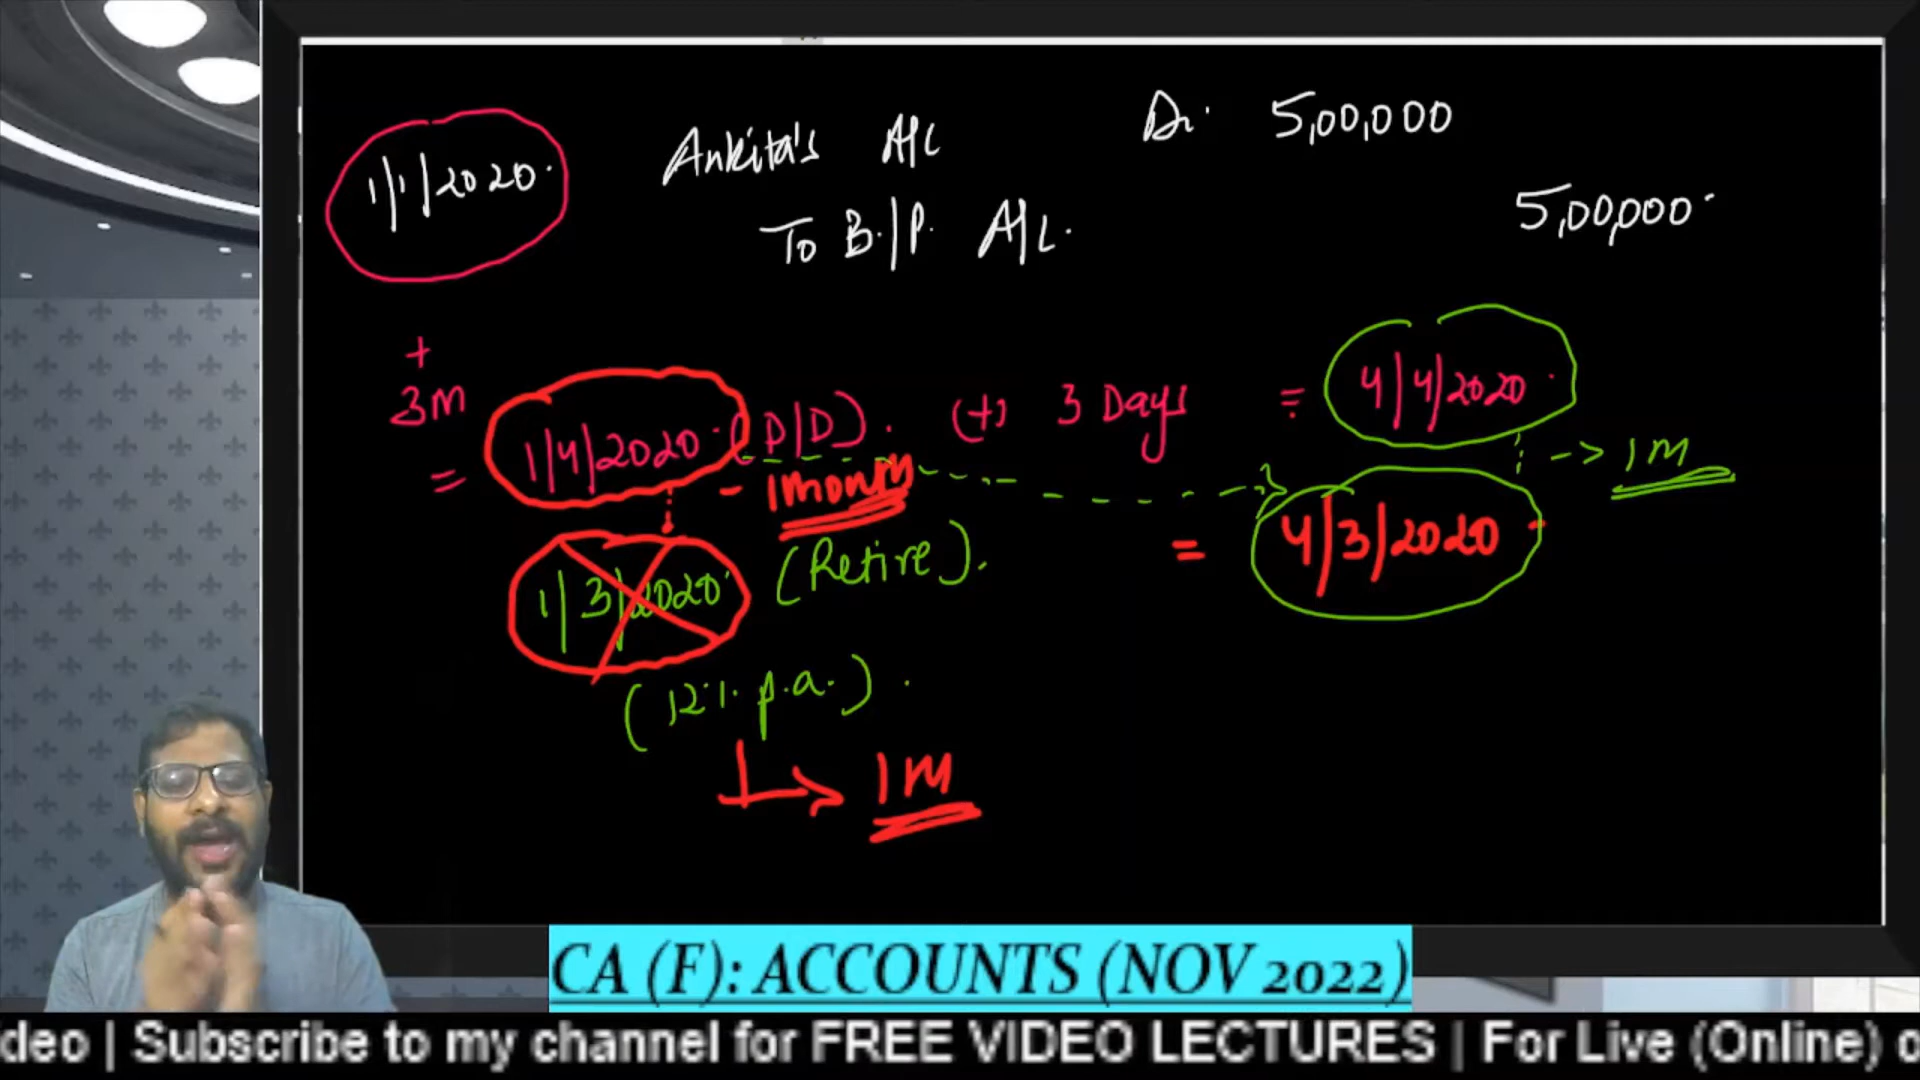 1/1/2020.
Ankita's A/c Dr. 5,00,000
To B./P. A/c. 5,00,000.
+
3M
= 1/4/2020. (D/D). (+) 3 Days = 4/4/2020.
- 1month
-> 1M
1/3/2020 (Retire). = 4/3/2020.
(12% p.a.).
1M
CA (F): ACCOUNTS (NOV 2022)
deo | Subscribe to my channel for FREE VIDEO LECTURES | For Live (Online) o